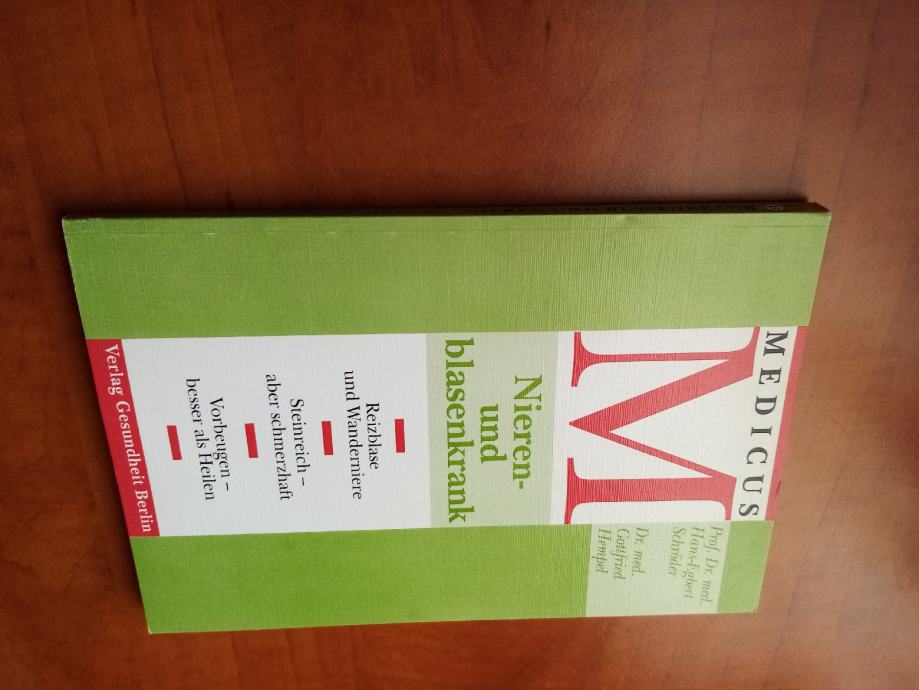 MEDICUS
M
Prof. Dr. med.
Hans-Egbert
Schröder
Dr. med.
Gottfried
Hempel
Nieren-
und
blasenkrank
Reizblase
und Wanderniere
Steinreich –
aber schmerzhaft
Vorbeugen –
besser als Heilen
Verlag Gesundheit Berlin